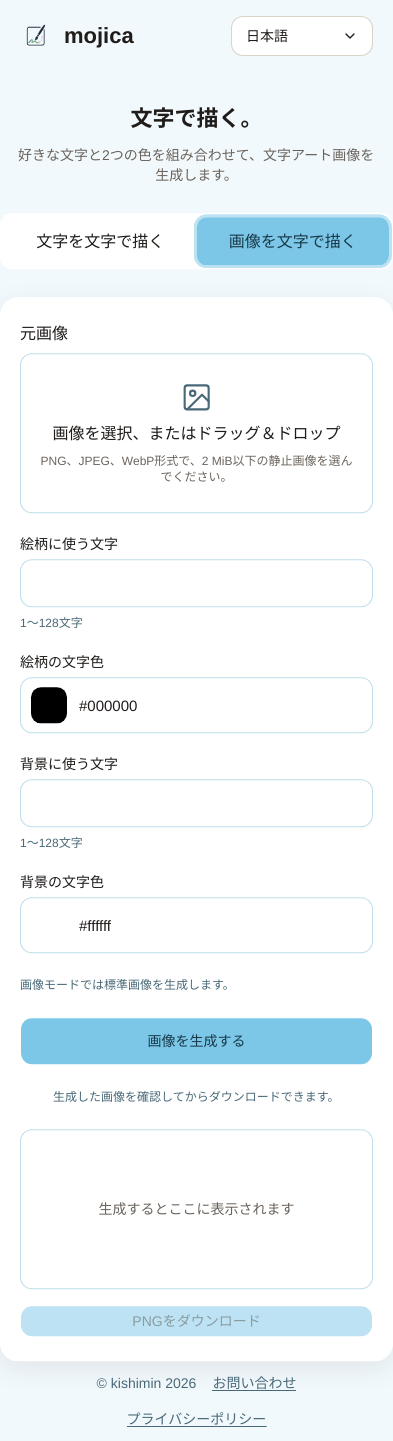 mojica
日本語
文字で描く。
好きな文字と2つの色を組み合わせて、文字アート画像を
生成します。
文字を文字で描く
画像を文字で描く
元画像
画像を選択、またはドラッグ＆ドロップ
PNG、JPEG、WebP形式で、2 MiB以下の静止画像を選ん
でください。
絵柄に使う文字
1〜128文字
絵柄の文字色
#000000
背景に使う文字
1〜128文字
背景の文字色
#ffffff
画像モードでは標準画像を生成します。
画像を生成する
生成した画像を確認してからダウンロードできます。
生成するとここに表示されます
PNGをダウンロード
© kishimin 2026 お問い合わせ
プライバシーポリシー